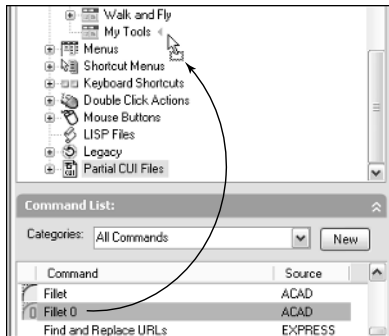 Walk and Fly
My Tools
Menus
Shortcut Menus
Keyboard Shortcuts
Double Click Actions
Mouse Buttons
LISP Files
Legacy
Partial CUI Files
Command List:
Categories: All Commands New
Command Source
Fillet ACAD
Fillet 0 ACAD
Find and Replace URLs EXPRESS